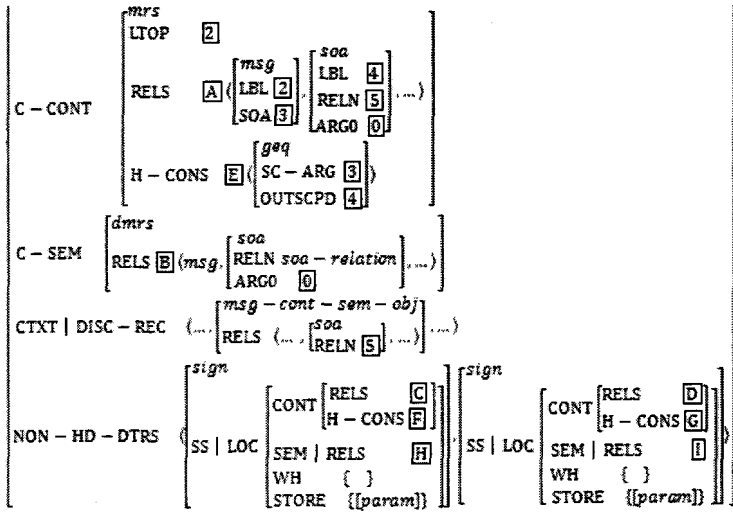 mrs
LTOP 2
C – CONT RELS A ⟨ [msg LBL 2 SOA 3], [soa LBL 4 RELN 5 ARG0 0], ... ⟩
H – CONS E ⟨ [geq SC – ARG 3 OUTSCPD 4] ⟩
dmrs
C – SEM RELS B ⟨msg, [soa RELN soa – relation ARG0 0], ...⟩
CTXT | DISC – REC ⟨..., [msg – cont – sem – obj RELS ⟨..., [soa RELN 5], ...⟩], ...⟩
sign sign
NON – HD – DTRS ⟨ [SS | LOC [CONT [RELS C H – CONS F] SEM | RELS H WH { } STORE {[param]}]], [SS | LOC [CONT [RELS D H – CONS G] SEM | RELS I WH { } STORE {[param]}]] ⟩